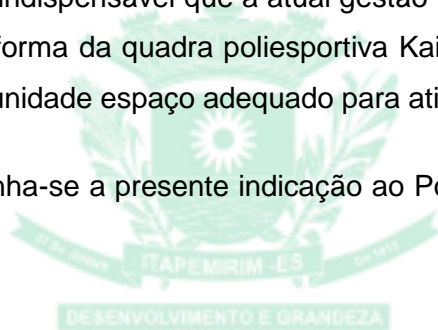 indispensável que a atual gestão
forma da quadra poliesportiva Kai
unidade espaço adequado para ati
nha-se a presente indicação ao Po
ITAPEMIRIM -ES
DESENVOLVIMENTO E GRANDEZA